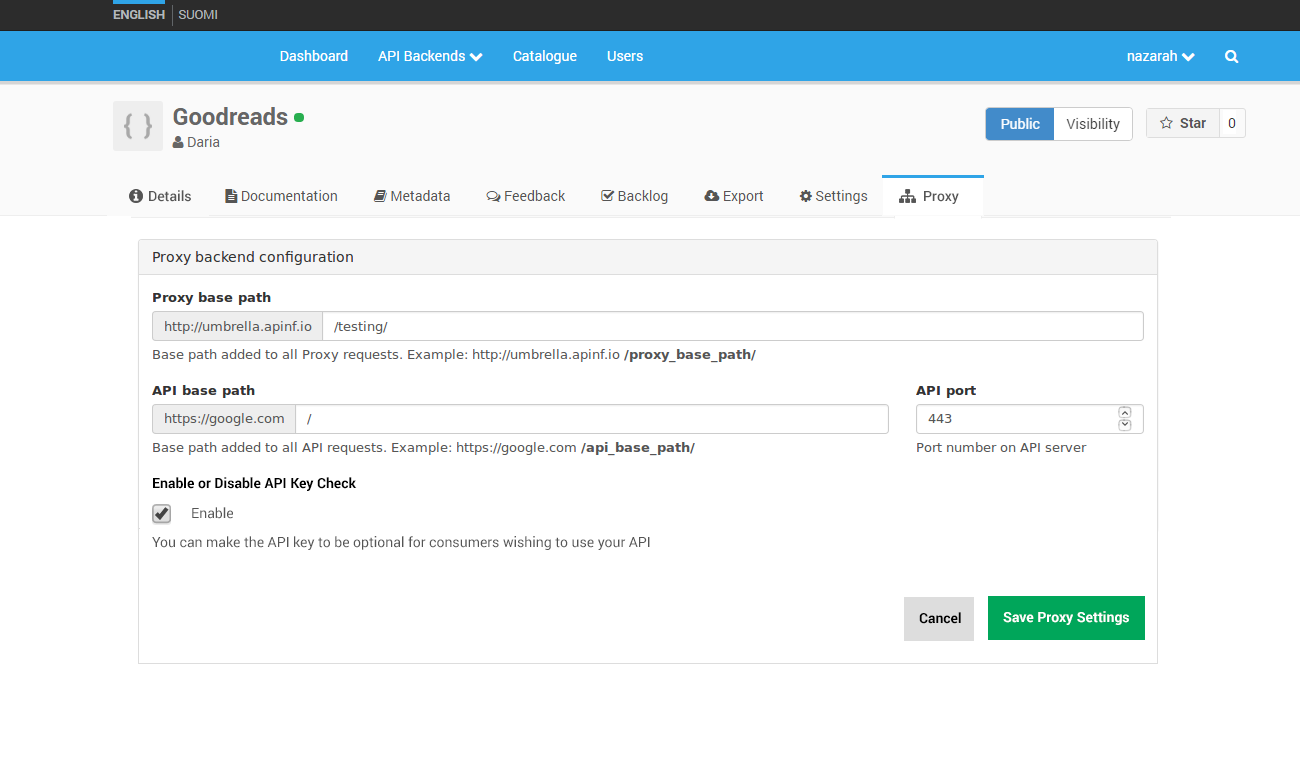 ENGLISH SUOMI
Dashboard API Backends Catalogue Users nazarah
{ } Goodreads
Daria
Public Visibility Star 0
Details Documentation Metadata Feedback Backlog Export Settings Proxy
Proxy backend configuration
Proxy base path
http://umbrella.apinf.io /testing/
Base path added to all Proxy requests. Example: http://umbrella.apinf.io /proxy_base_path/
API base path API port
https://google.com / 443
Base path added to all API requests. Example: https://google.com /api_base_path/ Port number on API server
Enable or Disable API Key Check
Enable
You can make the API key to be optional for consumers wishing to use your API
Cancel Save Proxy Settings